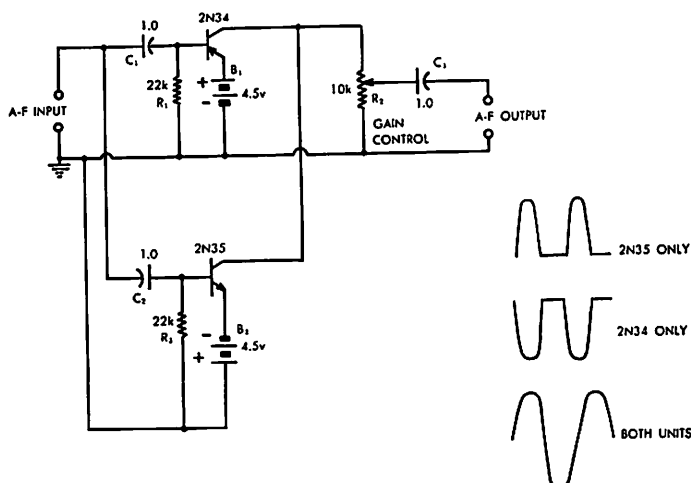 2N34
1.0
C₁
B₁
22k
R₁
+
-
4.5v
10k
R₂
C₃
1.0
A-F INPUT
A-F OUTPUT
GAIN
CONTROL
2N35
1.0
C₂
22k
R₃
B₂
-
+
4.5v
2N35 ONLY
2N34 ONLY
BOTH UNITS